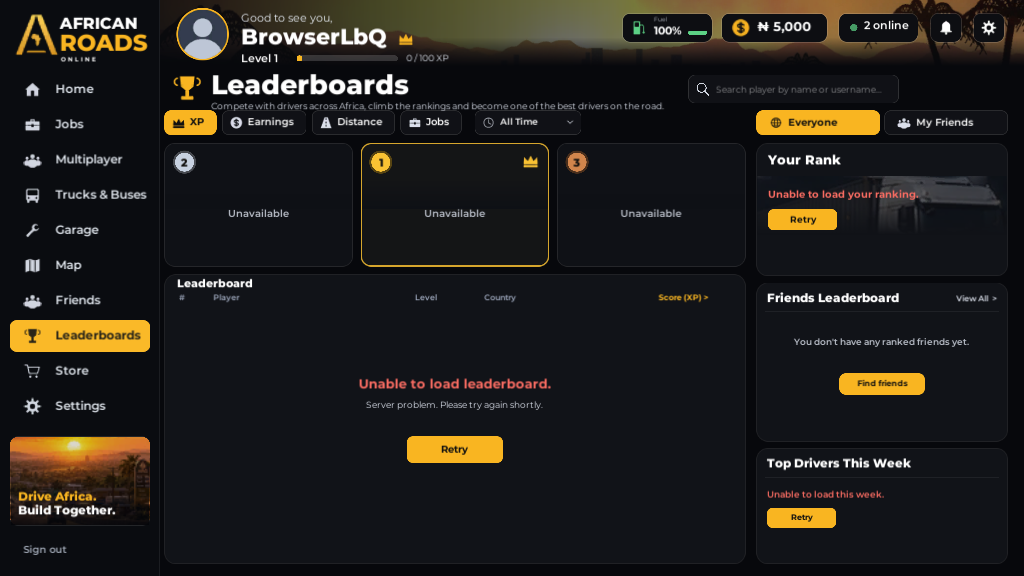 AFRICAN
ROADS
ONLINE
Home
Jobs
Multiplayer
Trucks & Buses
Garage
Map
Friends
Leaderboards
Store
Settings
Drive Africa.
Build Together.
Sign out
Good to see you,
BrowserLbQ
Level 1
0 / 100 XP
Fuel
100%
$
₦ 5,000
2 online
Leaderboards
Compete with drivers across Africa, climb the rankings and become one of the best drivers on the road.
Search player by name or username...
XP
$ Earnings
Distance
Jobs
All Time
Everyone
My Friends
2
Unavailable
1
Unavailable
3
Unavailable
Leaderboard
# Player Level Country Score (XP) >
Unable to load leaderboard.
Server problem. Please try again shortly.
Retry
Your Rank
Unable to load your ranking.
Retry
Friends Leaderboard
View All >
You don't have any ranked friends yet.
Find friends
Top Drivers This Week
Unable to load this week.
Retry